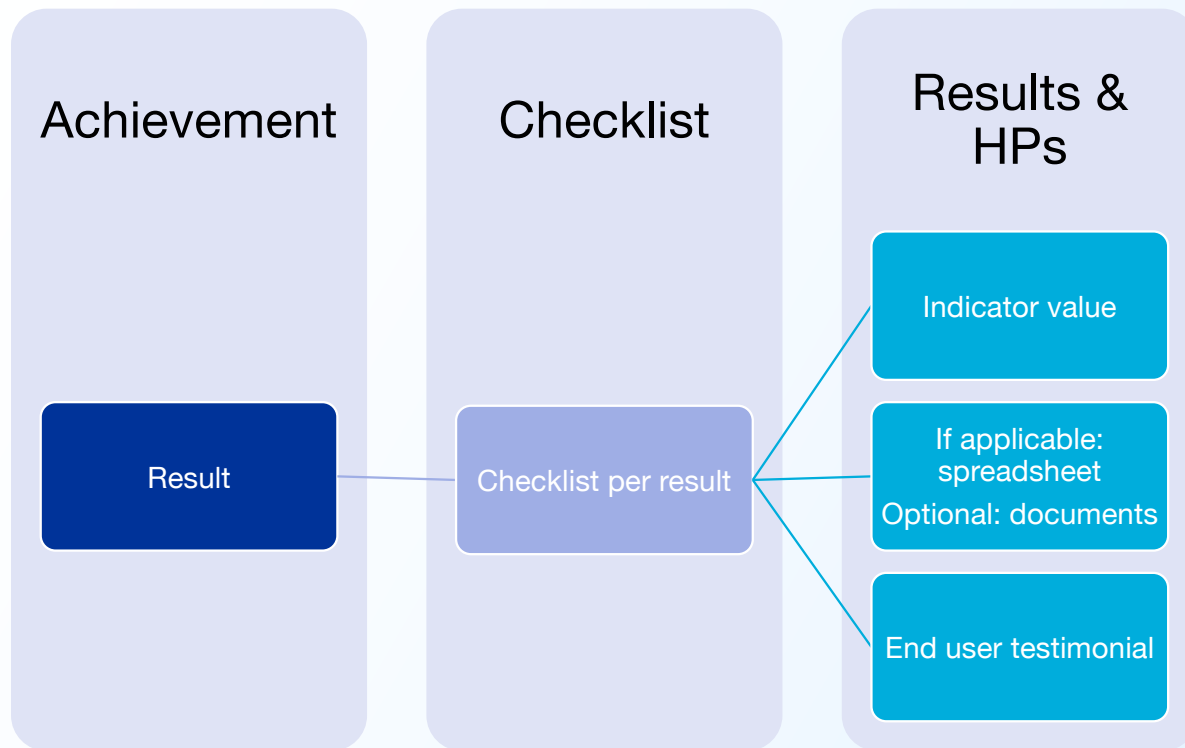 Achievement
Checklist
Results &
HPs
Result
Checklist per result
Indicator value
If applicable:
spreadsheet
Optional: documents
End user testimonial